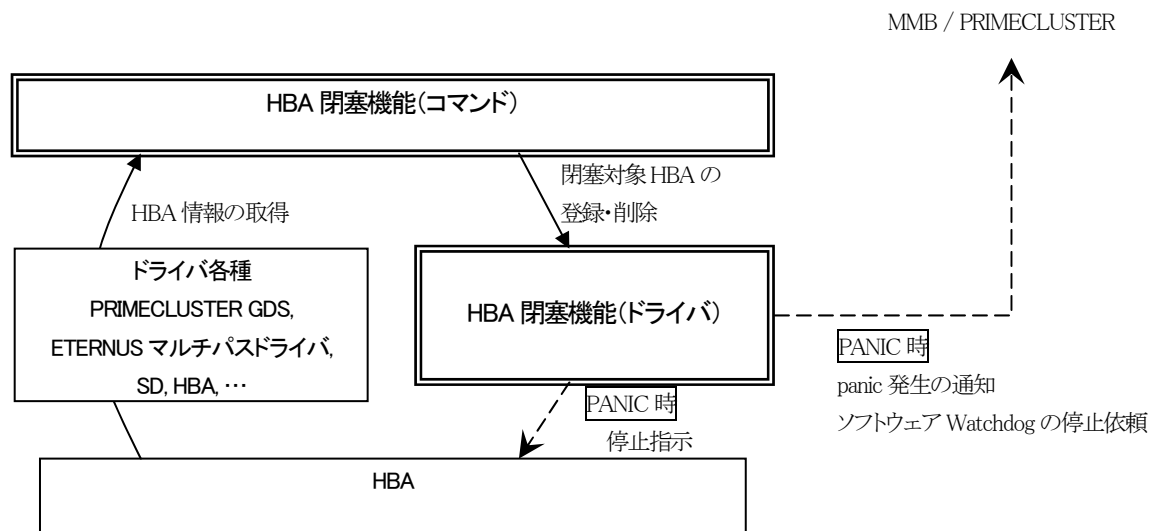 MMB / PRIMECLUSTER
HBA 閉塞機能(コマンド)
閉塞対象 HBA の
登録・削除
HBA 情報の取得
ドライバ各種
PRIMECLUSTER GDS,
ETERNUS マルチパスドライバ,
SD, HBA, …
HBA 閉塞機能(ドライバ)
PANIC 時
panic 発生の通知
ソフトウェア Watchdog の停止依頼
PANIC 時
停止指示
HBA